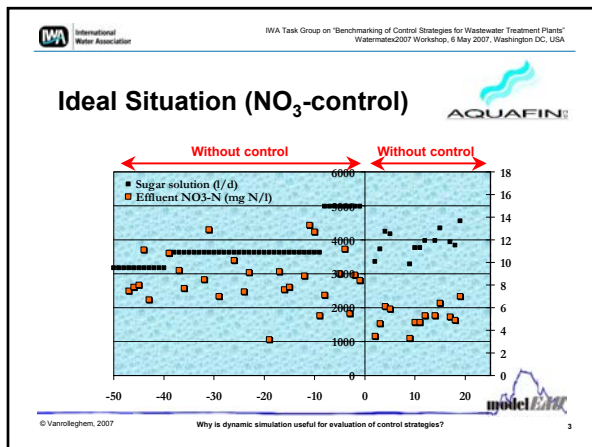 IWA International
Water Association
IWA Task Group on "Benchmarking of Control Strategies for Wastewater Treatment Plants"
Watermatex2007 Workshop, 6 May 2007, Washington DC, USA
Ideal Situation (NO3-control)
AQUAFIN
Without control
Without control
Sugar solution (l/d)
Effluent NO3-N (mg N/l)
6000
5000
4000
3000
2000
1000
0
18
16
14
12
10
8
6
4
2
0
-50 -40 -30 -20 -10 0 10 20
modelEAU
© Vanrolleghem, 2007 Why is dynamic simulation useful for evaluation of control strategies? 3